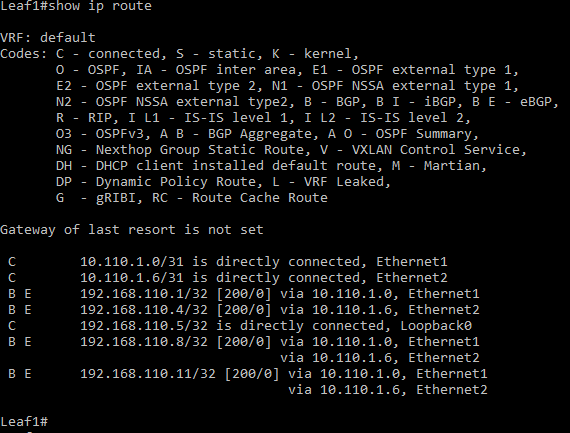 Leaf1#show ip route
VRF: default
Codes: C - connected, S - static, K - kernel,
O - OSPF, IA - OSPF inter area, E1 - OSPF external type 1,
E2 - OSPF external type 2, N1 - OSPF NSSA external type 1,
N2 - OSPF NSSA external type2, B - BGP, B I - iBGP, B E - eBGP,
R - RIP, I L1 - IS-IS level 1, I L2 - IS-IS level 2,
O3 - OSPFv3, A B - BGP Aggregate, A O - OSPF Summary,
NG - Nexthop Group Static Route, V - VXLAN Control Service,
DH - DHCP client installed default route, M - Martian,
DP - Dynamic Policy Route, L - VRF Leaked,
G  - gRIBI, RC - Route Cache Route
Gateway of last resort is not set
C        10.110.1.0/31 is directly connected, Ethernet1
C        10.110.1.6/31 is directly connected, Ethernet2
B E      192.168.110.1/32 [200/0] via 10.110.1.0, Ethernet1
B E      192.168.110.4/32 [200/0] via 10.110.1.6, Ethernet2
C        192.168.110.5/32 is directly connected, Loopback0
B E      192.168.110.8/32 [200/0] via 10.110.1.0, Ethernet1
via 10.110.1.6, Ethernet2
B E      192.168.110.11/32 [200/0] via 10.110.1.0, Ethernet1
via 10.110.1.6, Ethernet2
Leaf1#